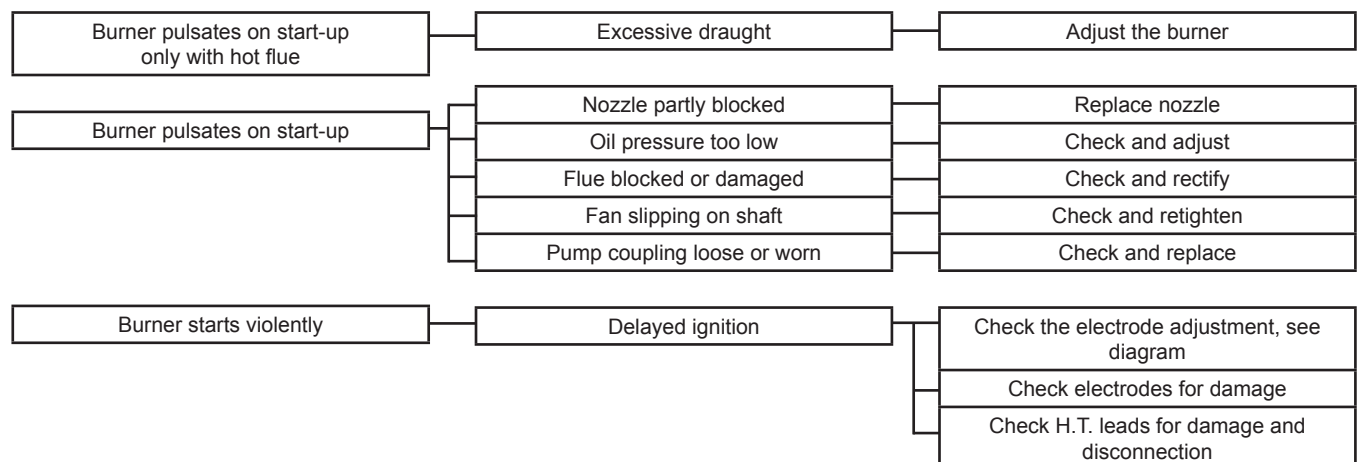 Burner pulsates on start-up
only with hot flue
Excessive draught
Adjust the burner
Burner pulsates on start-up
Nozzle partly blocked
Replace nozzle
Oil pressure too low
Check and adjust
Flue blocked or damaged
Check and rectify
Fan slipping on shaft
Check and retighten
Pump coupling loose or worn
Check and replace
Burner starts violently
Delayed ignition
Check the electrode adjustment, see
diagram
Check electrodes for damage
Check H.T. leads for damage and
disconnection